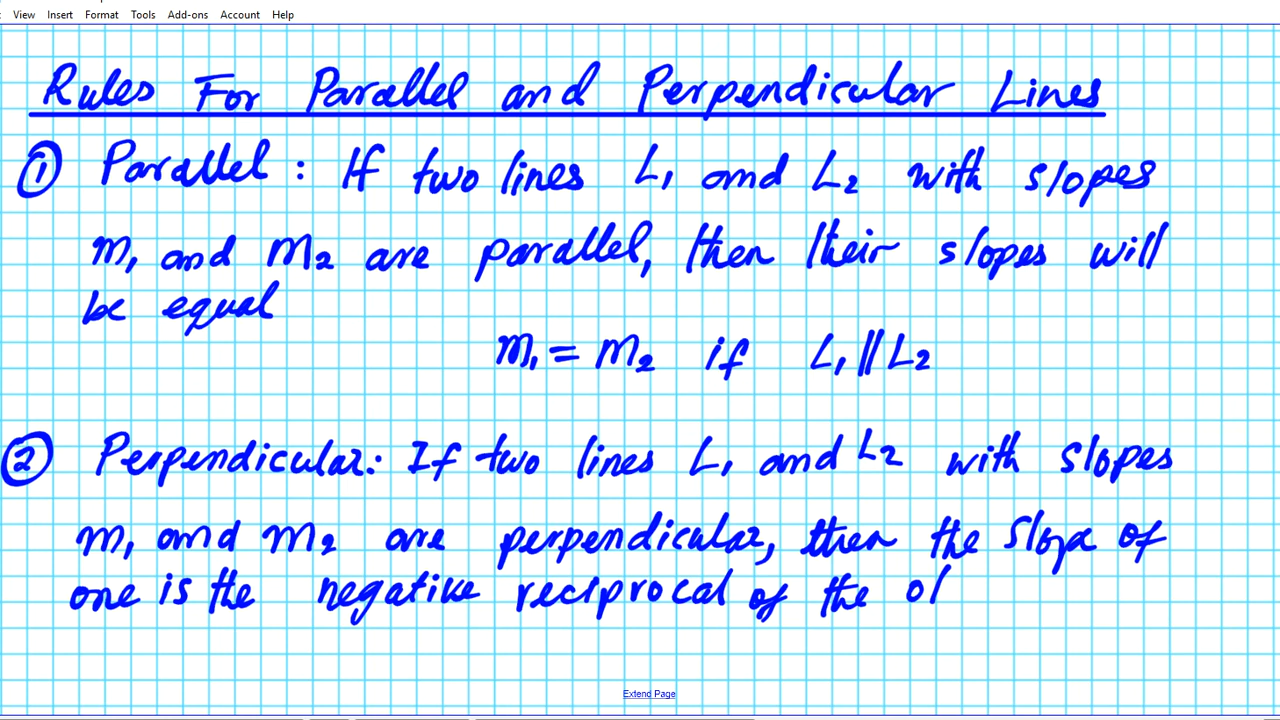 View Insert Format Tools Add-ons Account Help
Rules For Parallel and Perpendicular Lines
① Parallel: If two lines L₁ and L₂ with slopes
m₁ and m₂ are parallel, then their slopes will
be equal
m₁ = m₂ if L₁ ∥ L₂
② Perpendicular: If two lines L₁ and L₂ with slopes
m₁ and m₂ are perpendicular, then the slope of
one is the negative reciprocal of the
Extend Page